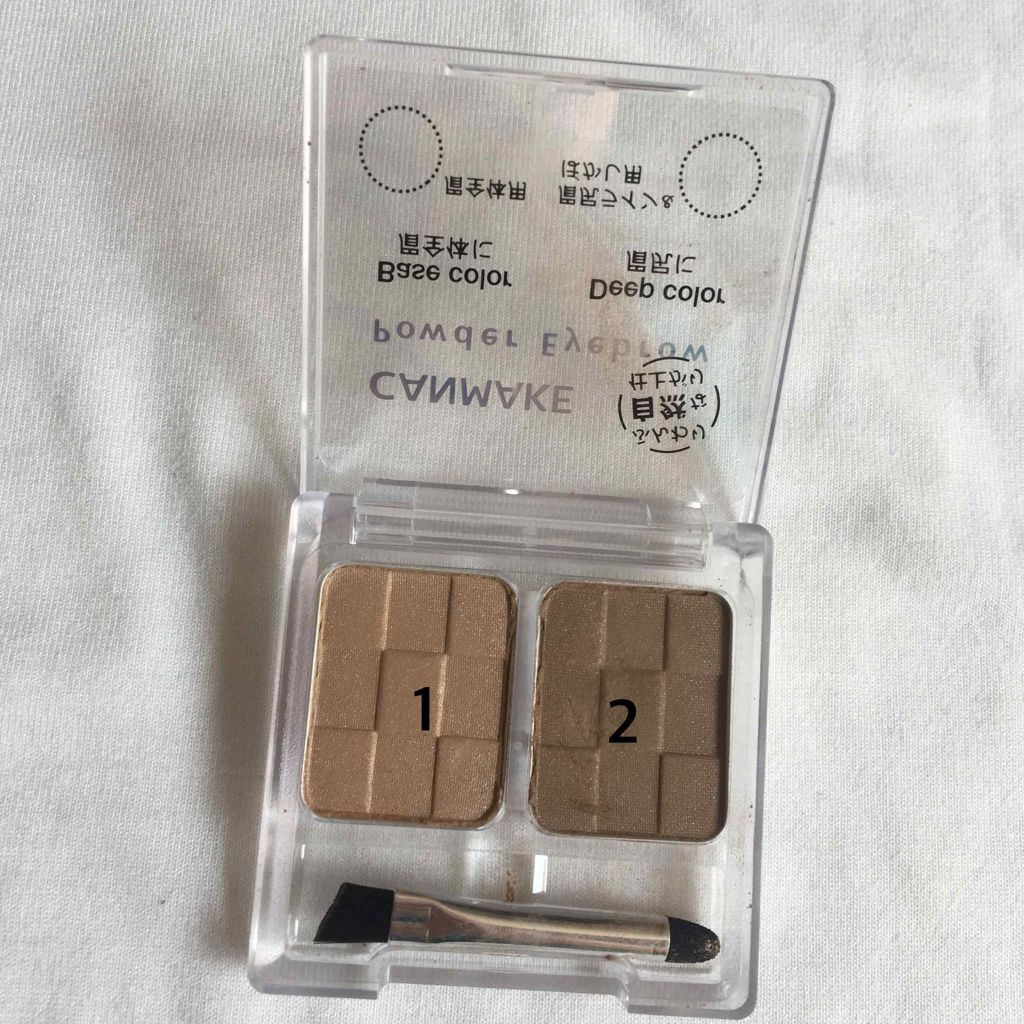 ふんわり
自然な
仕上がり
CANMAKE
Powder Eyebrow
Base color
眉全体に
Deep color
眉尻に
眉全体用
眉尻ライン&
ぼかし用
1
2